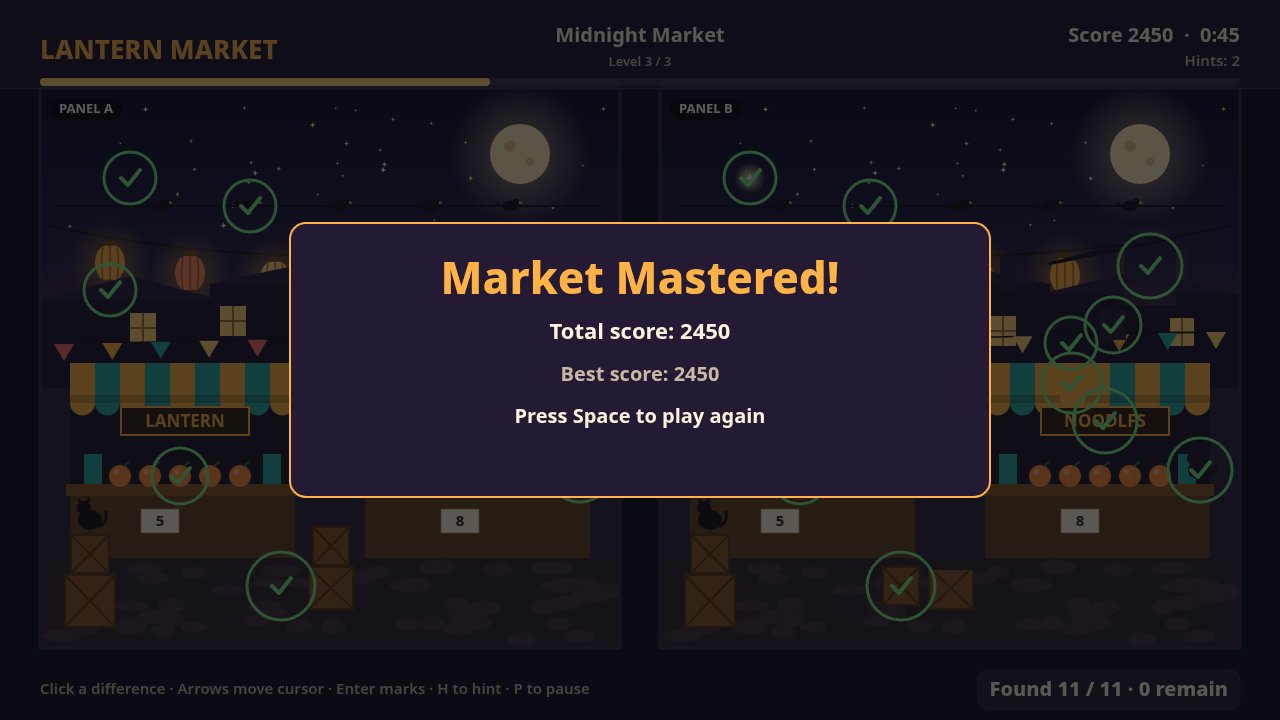 LANTERN MARKET
Midnight Market
Level 3 / 3
Score 2450 · 0:45
Hints: 2
PANEL A
PANEL B
Market Mastered!
Total score: 2450
Best score: 2450
Press Space to play again
LANTERN
NOODLES
5
8
5
8
Click a difference · Arrows move cursor · Enter marks · H to hint · P to pause
Found 11 / 11 · 0 remain